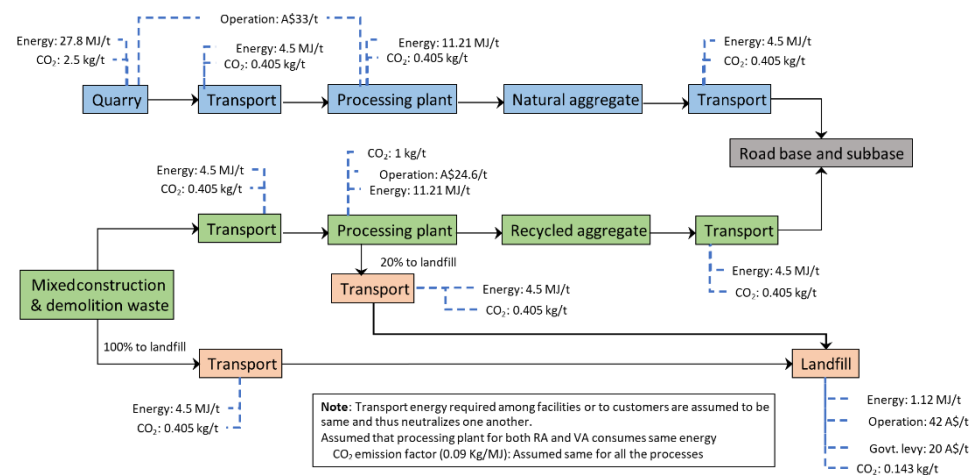 Operation: A$33/t
Energy: 27.8 MJ/t
CO₂: 2.5 kg/t
Energy: 4.5 MJ/t
CO₂: 0.405 kg/t
Energy: 11.21 MJ/t
CO₂: 0.405 kg/t
Energy: 4.5 MJ/t
CO₂: 0.405 kg/t
Quarry
Transport
Processing plant
Natural aggregate
Transport
Road base and subbase
CO₂: 1 kg/t
Operation: A$24.6/t
Energy: 11.21 MJ/t
Energy: 4.5 MJ/t
CO₂: 0.405 kg/t
Transport
Processing plant
Recycled aggregate
Transport
20% to landfill
Energy: 4.5 MJ/t
CO₂: 0.405 kg/t
Mixed construction
& demolition waste
Transport
Energy: 4.5 MJ/t
CO₂: 0.405 kg/t
100% to landfill
Transport
Landfill
Energy: 4.5 MJ/t
CO₂: 0.405 kg/t
Note: Transport energy required among facilities or to customers are assumed to be
same and thus neutralizes one another.
Assumed that processing plant for both RA and VA consumes same energy
CO₂ emission factor (0.09 Kg/MJ): Assumed same for all the processes
Energy: 1.12 MJ/t
Operation: 42 A$/t
Govt. levy: 20 A$/t
CO₂: 0.143 kg/t